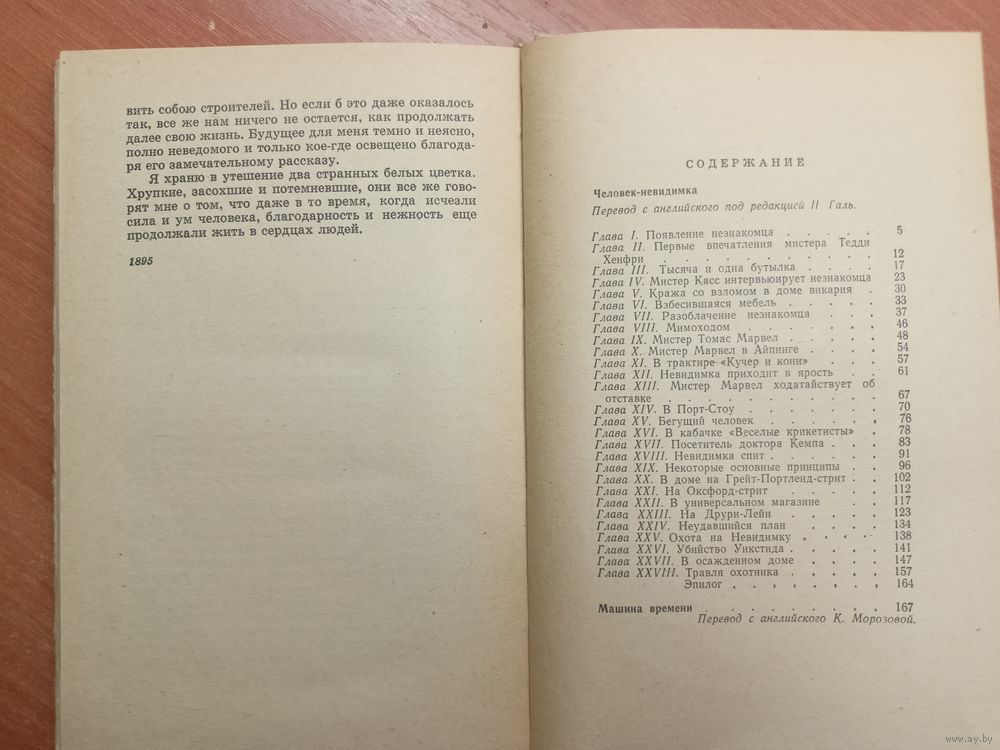 вить собою строителей. Но если б это даже оказалось
так, все же нам ничего не остается, как продолжать
далее свою жизнь. Будущее для меня темно и неясно,
полно неведомого и только кое-где освещено благода-
ря его замечательному рассказу.
Я храню в утешение два странных белых цветка.
Хрупкие, засохшие и потемневшие, они все же гово-
рят мне о том, что даже в то время, когда исчезли
сила и ум человека, благодарность и нежность еще
продолжали жить в сердцах людей.
1895
СОДЕРЖАНИЕ
Человек-невидимка
Перевод с английского под редакцией Н Галь.
Глава I. Появление незнакомца . . . . . 5
Глава II. Первые впечатления мистера Тедди
Хенфри . . . . . . . . . . 12
Глава III. Тысяча и одна бутылка . . . . 17
Глава IV. Мистер Касс интервьюирует незнакомца 23
Глава V. Кража со взломом в доме викария . 30
Глава VI. Взбесившаяся мебель . . . . . 33
Глава VII. Разоблачение незнакомца . . . 37
Глава VIII. Мимоходом . . . . . . 46
Глава IX. Мистер Томас Марвел . . . . 48
Глава X. Мистер Марвел в Айпинге . . . . 54
Глава XI. В трактире «Кучер и кони» . . . 57
Глава XII. Невидимка приходит в ярость . . 61
Глава XIII. Мистер Марвел ходатайствует об
отставке . . . . . . . . . . 67
Глава XIV. В Порт-Стоу . . . . . . 70
Глава XV. Бегущий человек . . . . . 76
Глава XVI. В кабачке «Веселые крикетисты» . 78
Глава XVII. Посетитель доктора Кемпа . . . 83
Глава XVIII. Невидимка спит . . . . . 91
Глава XIX. Некоторые основные принципы . . 96
Глава XX. В доме на Грейт-Портленд-стрит . . 102
Глава XXI. На Оксфорд-стрит . . . . 112
Глава XXII. В универсальном магазине . . . 117
Глава XXIII. На Друри-Лейн . . . . . 123
Глава XXIV. Неудавшийся план . . . . 134
Глава XXV. Охота на Невидимку . . . . 138
Глава XXVI. Убийство Уикстида . . . . . 141
Глава XXVII. В осажденном доме . . . . 147
Глава XXVIII. Травля охотника . . . . . 157
Эпилог . . . . . . . . 164
Машина времени . . . . . . . . 167
Перевод с английского К. Морозовой.
www.ay.by